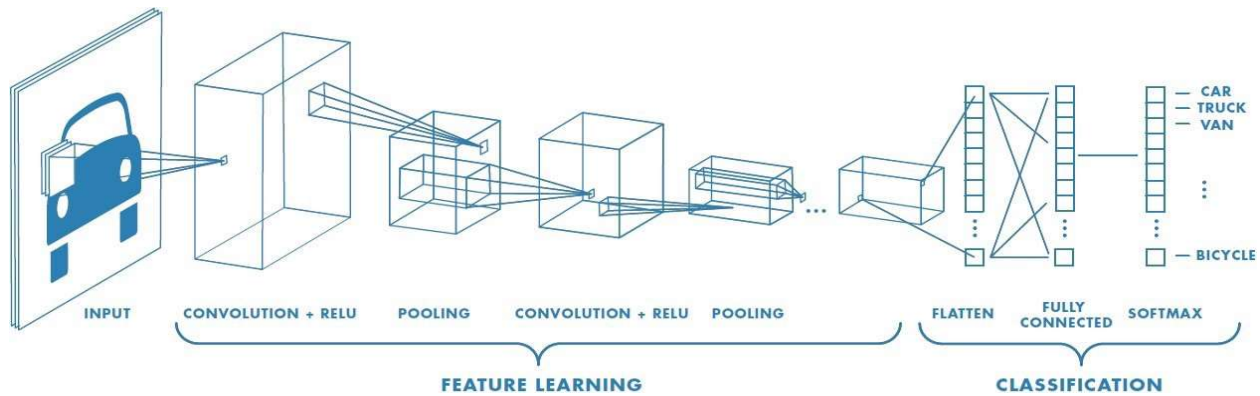 CAR
TRUCK
VAN
BICYCLE
INPUT
CONVOLUTION + RELU
POOLING
CONVOLUTION + RELU
POOLING
FLATTEN
FULLY
CONNECTED
SOFTMAX
FEATURE LEARNING
CLASSIFICATION